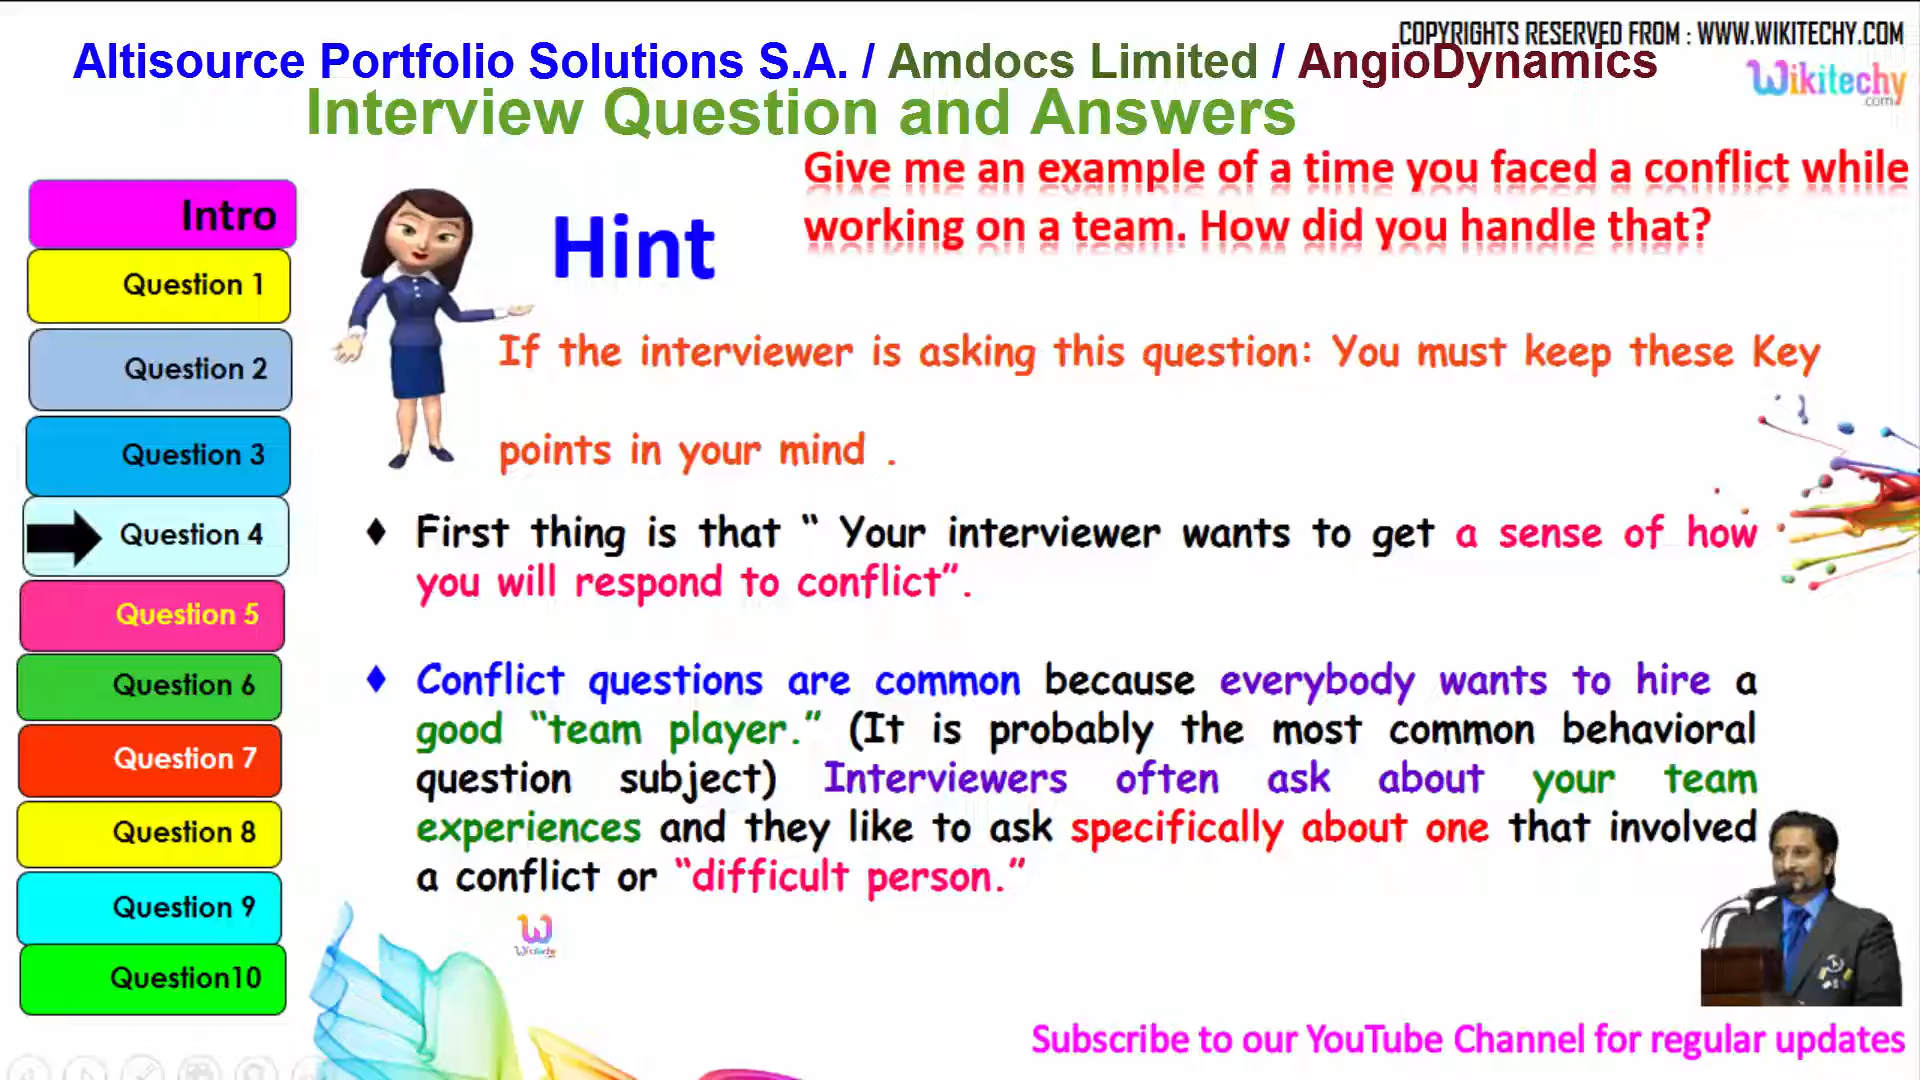 COPYRIGHTS RESERVED FROM : WWW.WIKITECHY.COM
Altisource Portfolio Solutions S.A. / Amdocs Limited / AngioDynamics
Wikitechy
.com
Interview Question and Answers
Give me an example of a time you faced a conflict while
working on a team. How did you handle that?
Hint
Intro
Question 1
Question 2
Question 3
Question 4
Question 5
Question 6
Question 7
Question 8
Question 9
Question10
If the interviewer is asking this question: You must keep these Key
points in your mind .
♦ First thing is that “ Your interviewer wants to get a sense of how
you will respond to conflict”.
♦ Conflict questions are common because everybody wants to hire a
good “team player.” (It is probably the most common behavioral
question subject) Interviewers often ask about your team
experiences and they like to ask specifically about one that involved
a conflict or “difficult person.”
Wikitechy
Subscribe to our YouTube Channel for regular updates